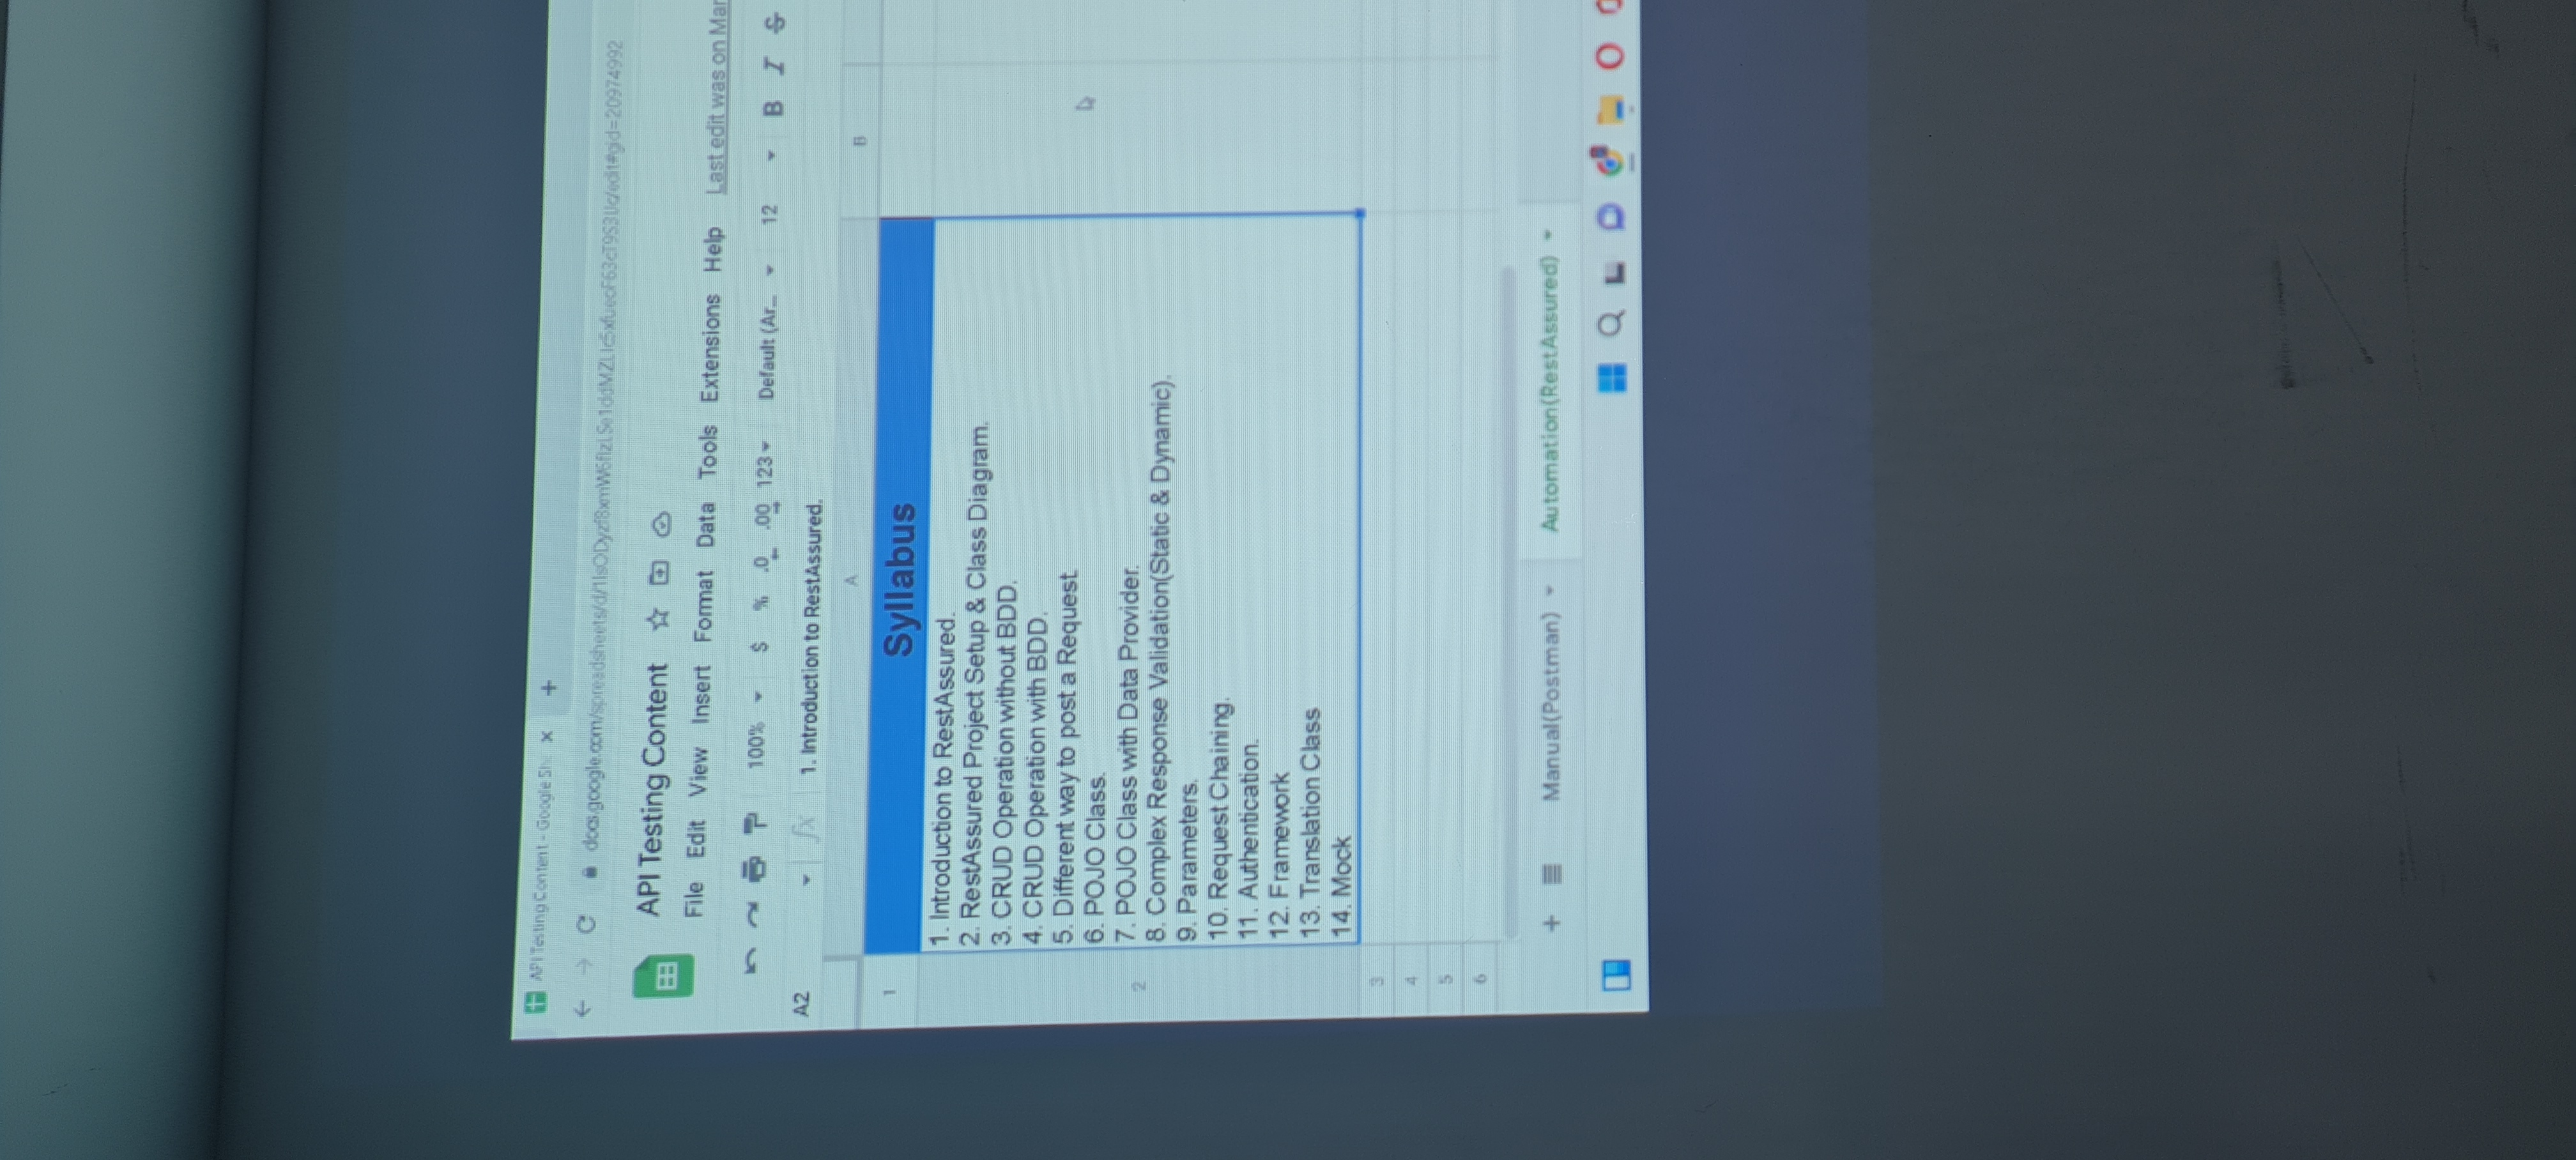 API Testing Content - Google Sh
docs.google.com/spreadsheets/d/
API Testing Content
File Edit View Insert Format Data Tools Extensions Help Last edit was on Mar
100% $ % .0 .00 123 Default (Ar... 12 B I S
A2 fx 1. Introduction to RestAssured.
A B
1 Syllabus
1. Introduction to RestAssured.
2. RestAssured Project Setup & Class Diagram.
3. CRUD Operation without BDD.
4. CRUD Operation with BDD.
5. Different way to post a Request.
6. POJO Class.
7. POJO Class with Data Provider.
2
8. Complex Response Validation(Static & Dynamic).
9. Parameters.
10. Request Chaining.
11. Authentication.
12. Framework
13. Translation Class
14. Mock
3
4
5
6
Manual(Postman) Automation(RestAssured)